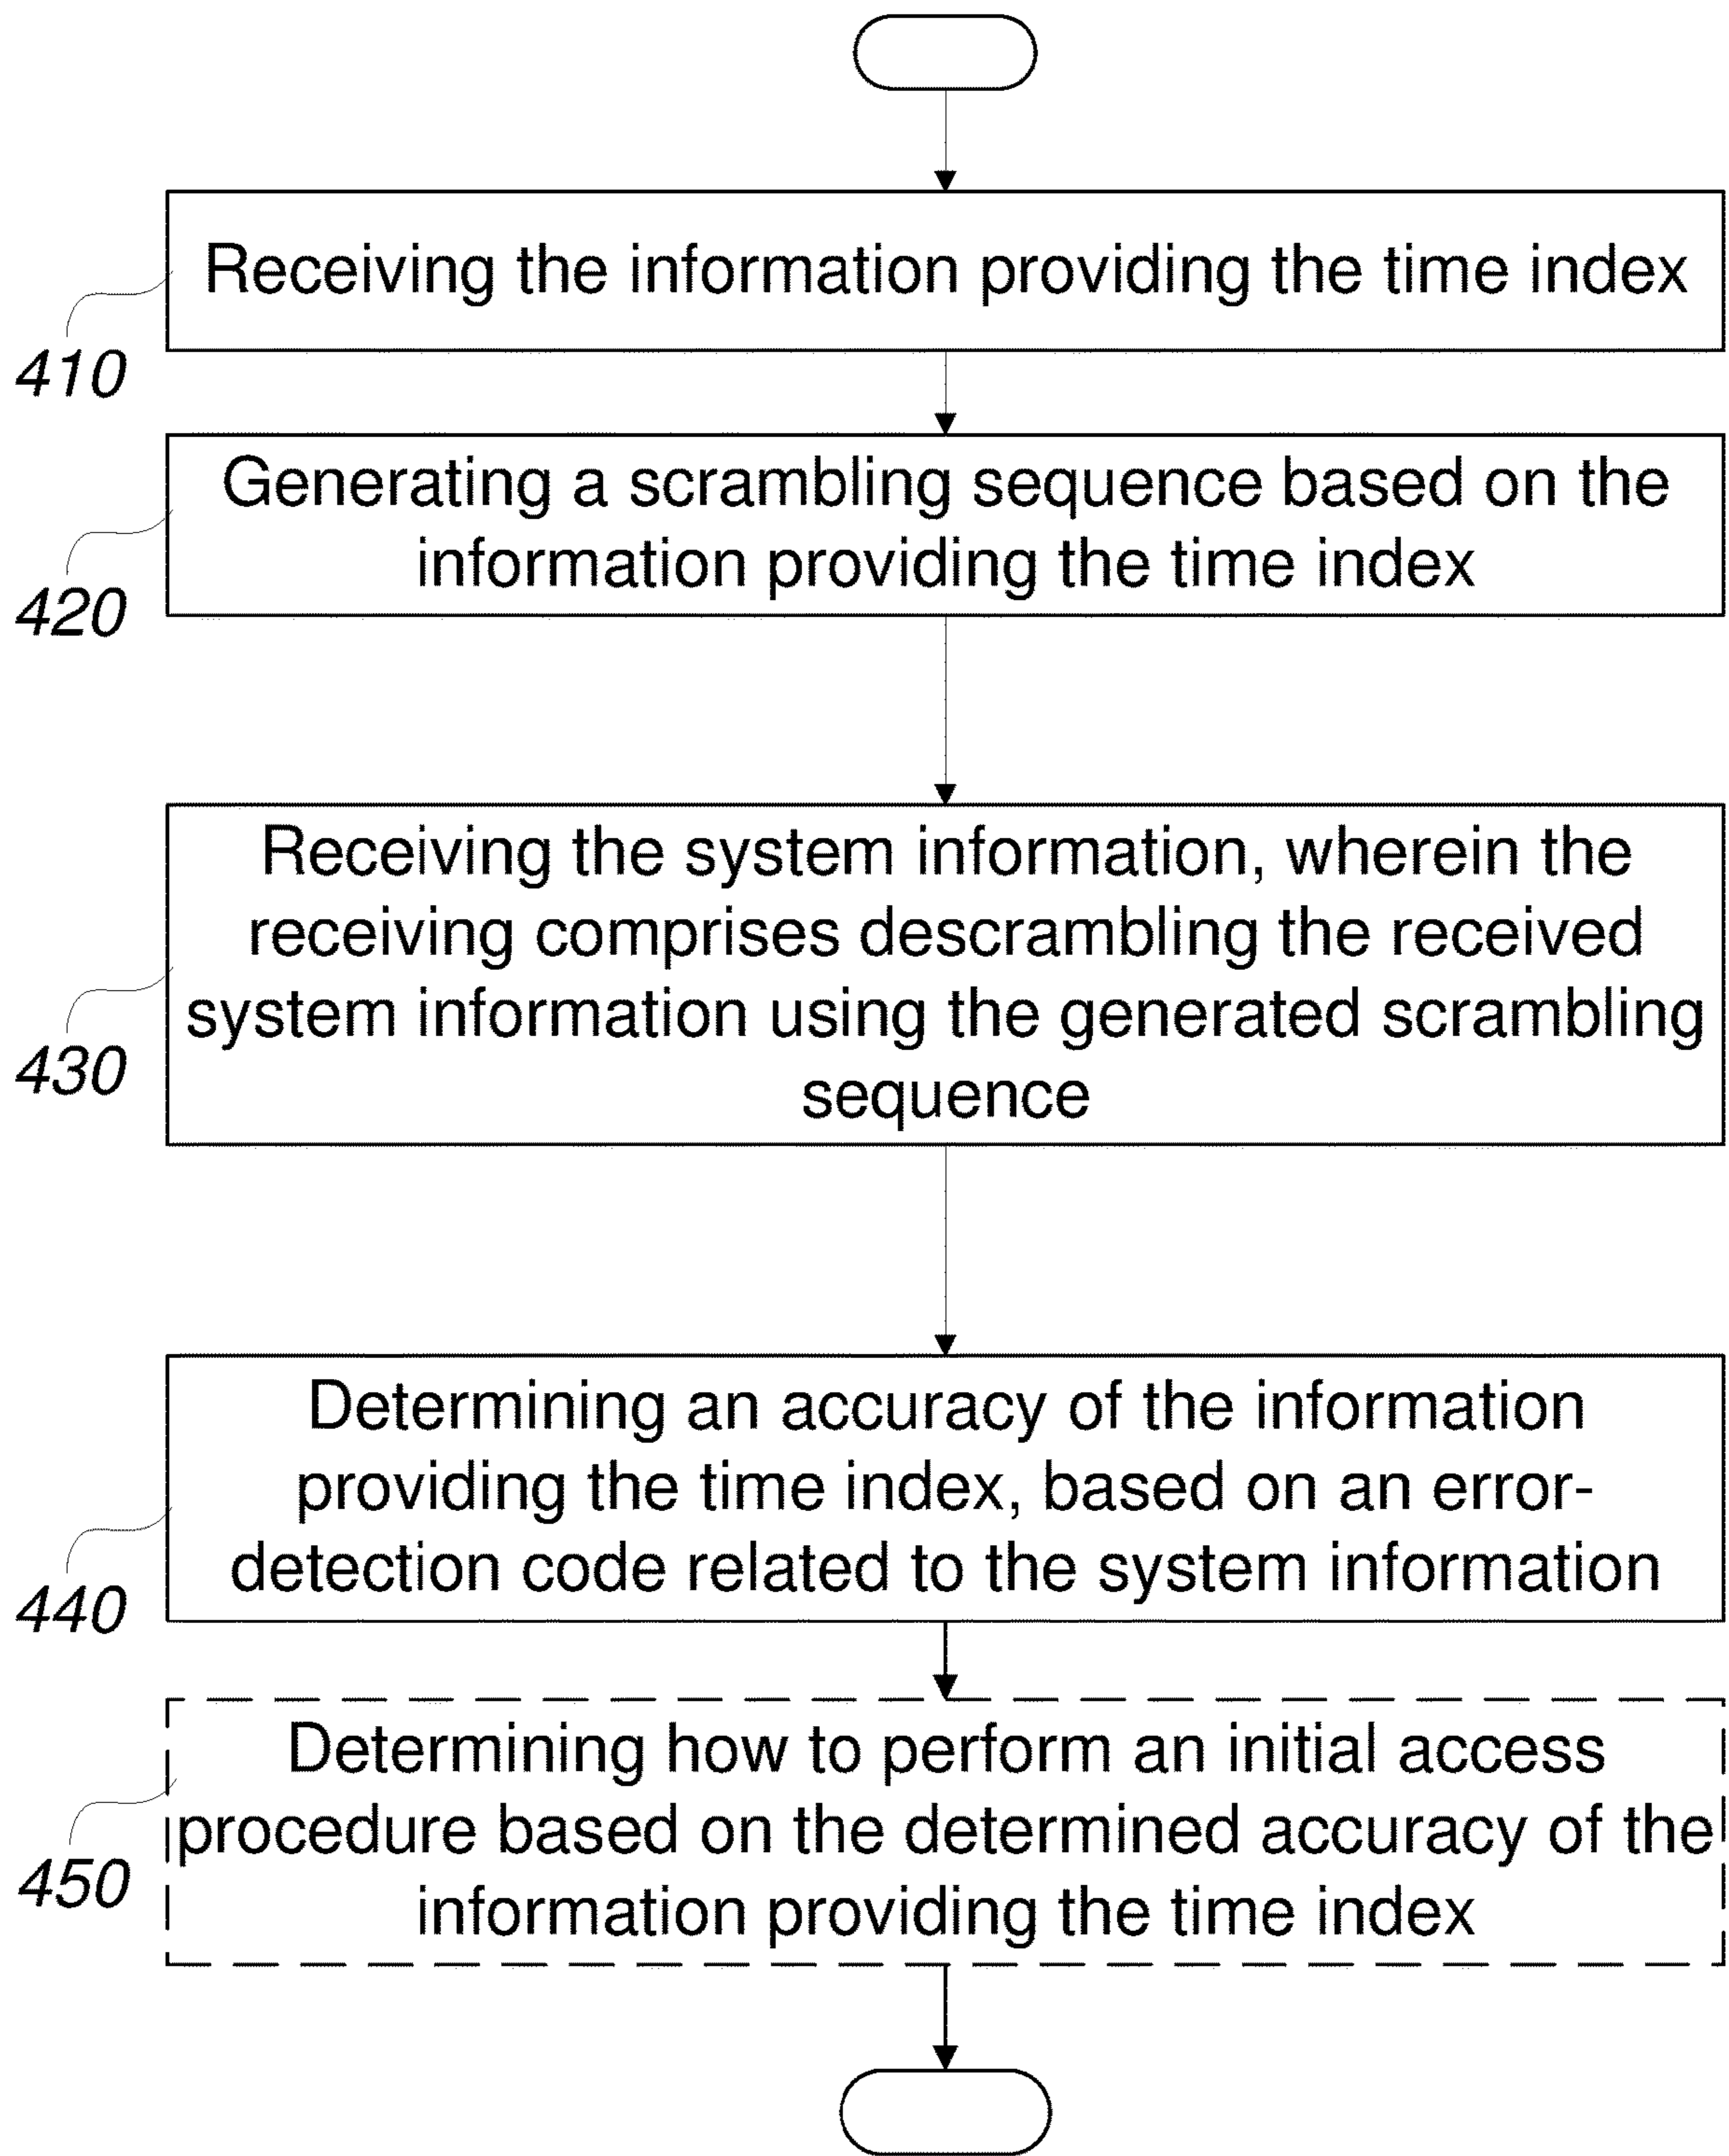 Receiving the information providing the time index
410
Generating a scrambling sequence based on the
information providing the time index
420
Receiving the system information, wherein the
receiving comprises descrambling the received
system information using the generated scrambling
sequence
430
Determining an accuracy of the information
providing the time index, based on an error-
detection code related to the system information
440
Determining how to perform an initial access
procedure based on the determined accuracy of the
information providing the time index
450